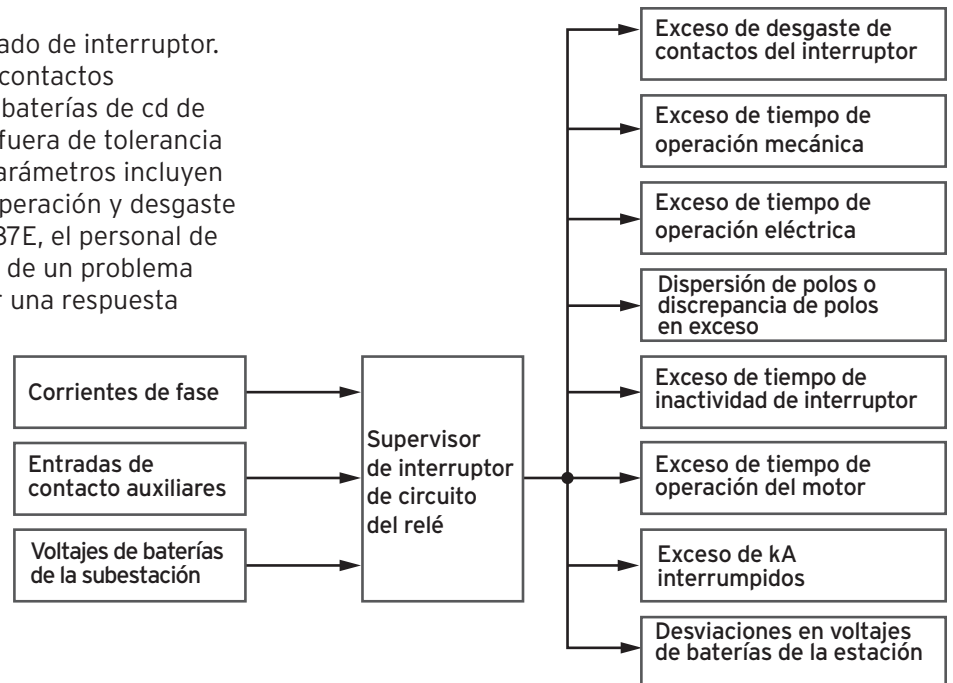 ado de interruptor.
contactos
baterías de cd de
fuera de tolerancia
arámetros incluyen
peración y desgaste
87E, el personal de
de un problema
r una respuesta
Corrientes de fase
Entradas de
contacto auxiliares
Voltajes de baterías
de la subestación
Supervisor
de interruptor
de circuito
del relé
Exceso de desgaste de
contactos del interruptor
Exceso de tiempo de
operación mecánica
Exceso de tiempo de
operación eléctrica
Dispersión de polos o
discrepancia de polos
en exceso
Exceso de tiempo de
inactividad de interruptor
Exceso de tiempo de
operación del motor
Exceso de kA
interrumpidos
Desviaciones en voltajes
de baterías de la estación